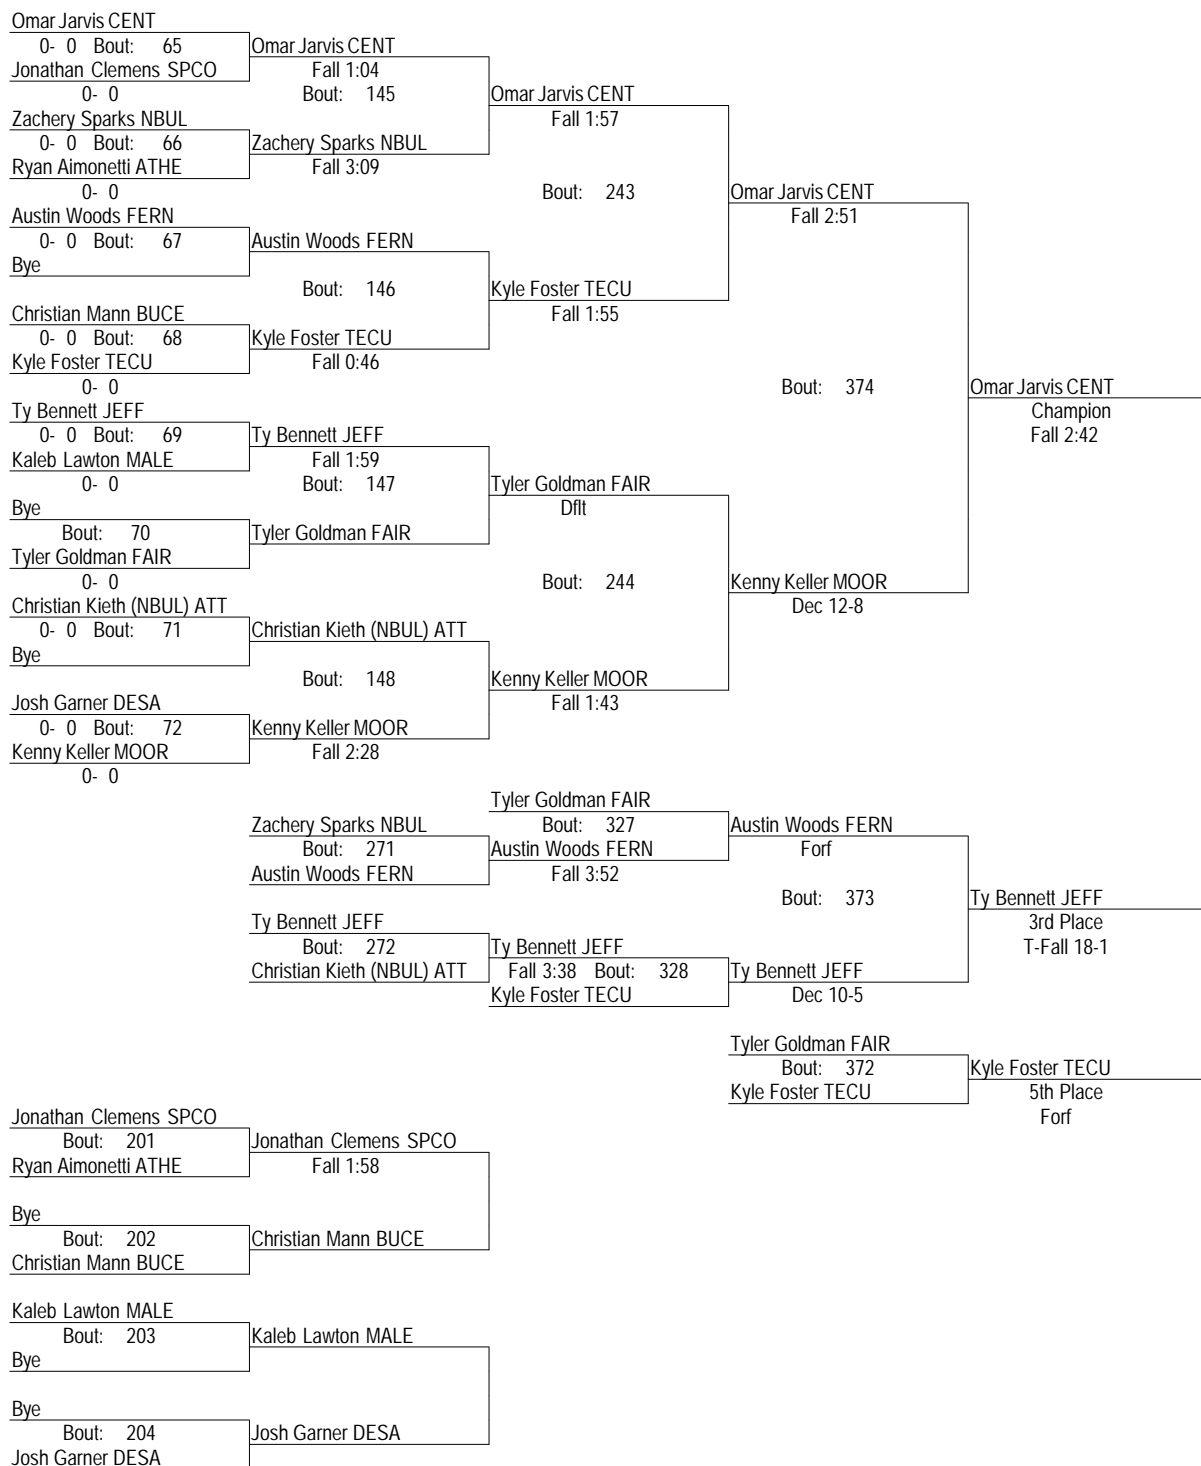 Omar Jarvis CENT
0- 0 Bout: 65 Omar Jarvis CENT
Jonathan Clemens SPCO Fall 1:04
0- 0 Bout: 145 Omar Jarvis CENT
Zachery Sparks NBUL Fall 1:57
0- 0 Bout: 66 Zachery Sparks NBUL
Ryan Aimonetti ATHE Fall 3:09
0- 0 Bout: 243 Omar Jarvis CENT
Austin Woods FERN Fall 2:51
0- 0 Bout: 67 Austin Woods FERN
Bye
Bout: 146 Kyle Foster TECU
Christian Mann BUCE Fall 1:55
0- 0 Bout: 68 Kyle Foster TECU
Kyle Foster TECU Fall 0:46
0- 0 Bout: 374 Omar Jarvis CENT
Ty Bennett JEFF Champion
0- 0 Bout: 69 Ty Bennett JEFF Fall 2:42
Kaleb Lawton MALE Fall 1:59
0- 0 Bout: 147 Tyler Goldman FAIR
Bye Dflt
Bout: 70 Tyler Goldman FAIR
Tyler Goldman FAIR
0- 0 Bout: 244 Kenny Keller MOOR
Christian Kieth (NBUL) ATT Dec 12-8
0- 0 Bout: 71 Christian Kieth (NBUL) ATT
Bye
Bout: 148 Kenny Keller MOOR
Josh Garner DESA Fall 1:43
0- 0 Bout: 72 Kenny Keller MOOR
Kenny Keller MOOR Fall 2:28
0- 0
Tyler Goldman FAIR
Zachery Sparks NBUL Bout: 327 Austin Woods FERN
Bout: 271 Austin Woods FERN Forf
Austin Woods FERN Fall 3:52
Bout: 373 Ty Bennett JEFF
Ty Bennett JEFF 3rd Place
Bout: 272 Ty Bennett JEFF T-Fall 18-1
Christian Kieth (NBUL) ATT Fall 3:38 Bout: 328 Ty Bennett JEFF
Kyle Foster TECU Dec 10-5
Tyler Goldman FAIR
Bout: 372 Kyle Foster TECU
Kyle Foster TECU 5th Place
Jonathan Clemens SPCO Forf
Bout: 201 Jonathan Clemens SPCO
Ryan Aimonetti ATHE Fall 1:58
Bye
Bout: 202 Christian Mann BUCE
Christian Mann BUCE
Kaleb Lawton MALE
Bout: 203 Kaleb Lawton MALE
Bye
Bye
Bout: 204 Josh Garner DESA
Josh Garner DESA